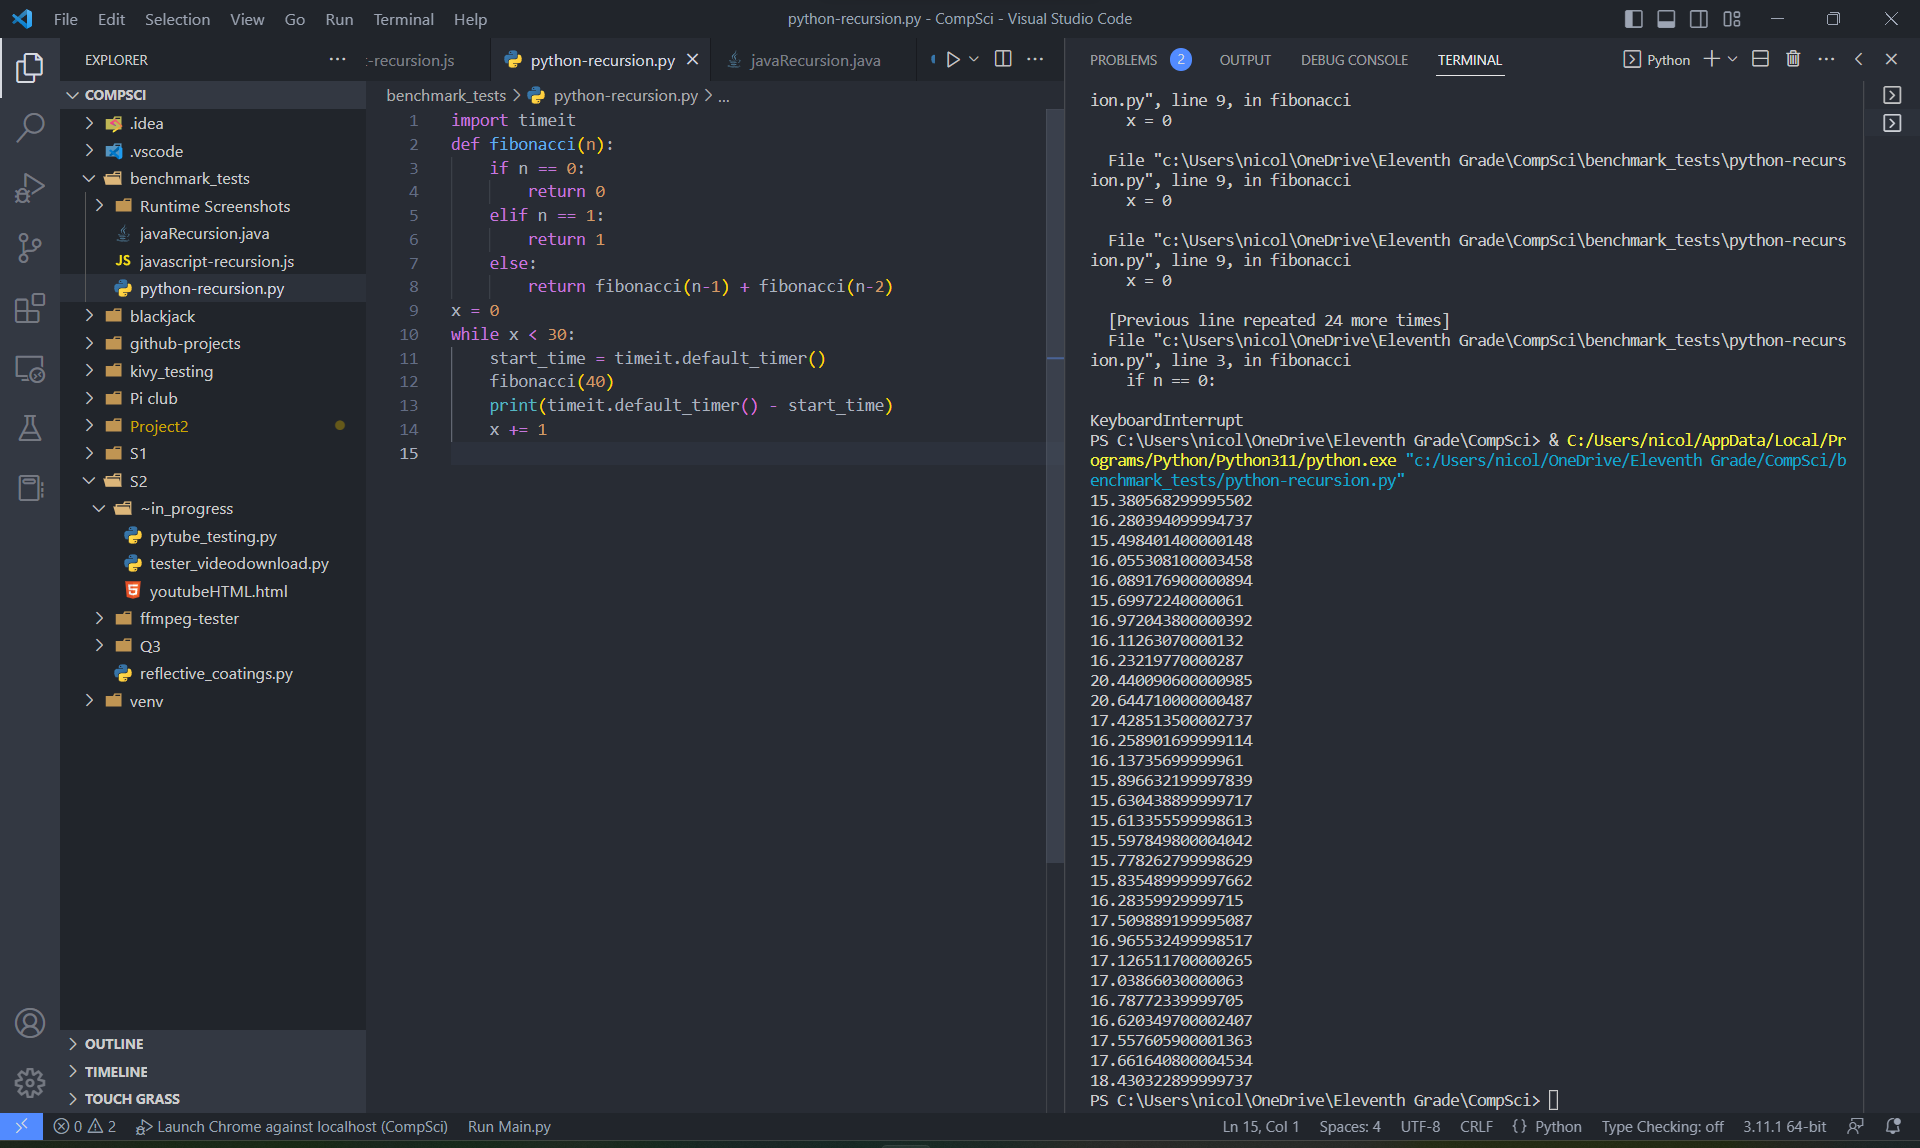 File Edit Selection View Go Run Terminal Help
python-recursion.py - CompSci - Visual Studio Code
EXPLORER
COMPSCI
.idea
.vscode
benchmark_tests
Runtime Screenshots
javaRecursion.java
JS javascript-recursion.js
python-recursion.py
blackjack
github-projects
kivy_testing
Pi club
Project2
S1
S2
~in_progress
pytube_testing.py
tester_videodownload.py
youtubeHTML.html
ffmpeg-tester
Q3
reflective_coatings.py
venv
OUTLINE
TIMELINE
TOUCH GRASS
:-recursion.js python-recursion.py javaRecursion.java
benchmark_tests > python-recursion.py > ...
1 import timeit
2 def fibonacci(n):
3 if n == 0:
4 return 0
5 elif n == 1:
6 return 1
7 else:
8 return fibonacci(n-1) + fibonacci(n-2)
9 x = 0
10 while x < 30:
11 start_time = timeit.default_timer()
12 fibonacci(40)
13 print(timeit.default_timer() - start_time)
14 x += 1
15
PROBLEMS 2 OUTPUT DEBUG CONSOLE TERMINAL Python
ion.py", line 9, in fibonacci
x = 0
File "c:\Users\nicol\OneDrive\Eleventh Grade\CompSci\benchmark_tests\python-recurs
ion.py", line 9, in fibonacci
x = 0
File "c:\Users\nicol\OneDrive\Eleventh Grade\CompSci\benchmark_tests\python-recurs
ion.py", line 9, in fibonacci
x = 0
[Previous line repeated 24 more times]
File "c:\Users\nicol\OneDrive\Eleventh Grade\CompSci\benchmark_tests\python-recurs
ion.py", line 3, in fibonacci
if n == 0:
KeyboardInterrupt
PS C:\Users\nicol\OneDrive\Eleventh Grade\CompSci> & C:/Users/nicol/AppData/Local/Pr
ograms/Python/Python311/python.exe "c:/Users/nicol/OneDrive/Eleventh Grade/CompSci/b
enchmark_tests/python-recursion.py"
15.380568299995502
16.280394099994737
15.498401400000148
16.055308100003458
16.089176900000894
15.69972240000061
16.972043800000392
16.11263070000132
16.23219770000287
20.440090600000985
20.644710000000487
17.428513500002737
16.258901699999114
16.13735699999961
15.896632199997839
15.630438899999717
15.613355599998613
15.597849800004042
15.778262799998629
15.835489999997662
16.28359929999715
17.509889199995087
16.965532499998517
17.126511700000265
17.03866030000063
16.78772339999705
16.620349700002407
17.557605900001363
17.661640800004534
18.430322899999737
PS C:\Users\nicol\OneDrive\Eleventh Grade\CompSci>
0 2 Launch Chrome against localhost (CompSci) Run Main.py
Ln 15, Col 1 Spaces: 4 UTF-8 CRLF {} Python Type Checking: off 3.11.1 64-bit